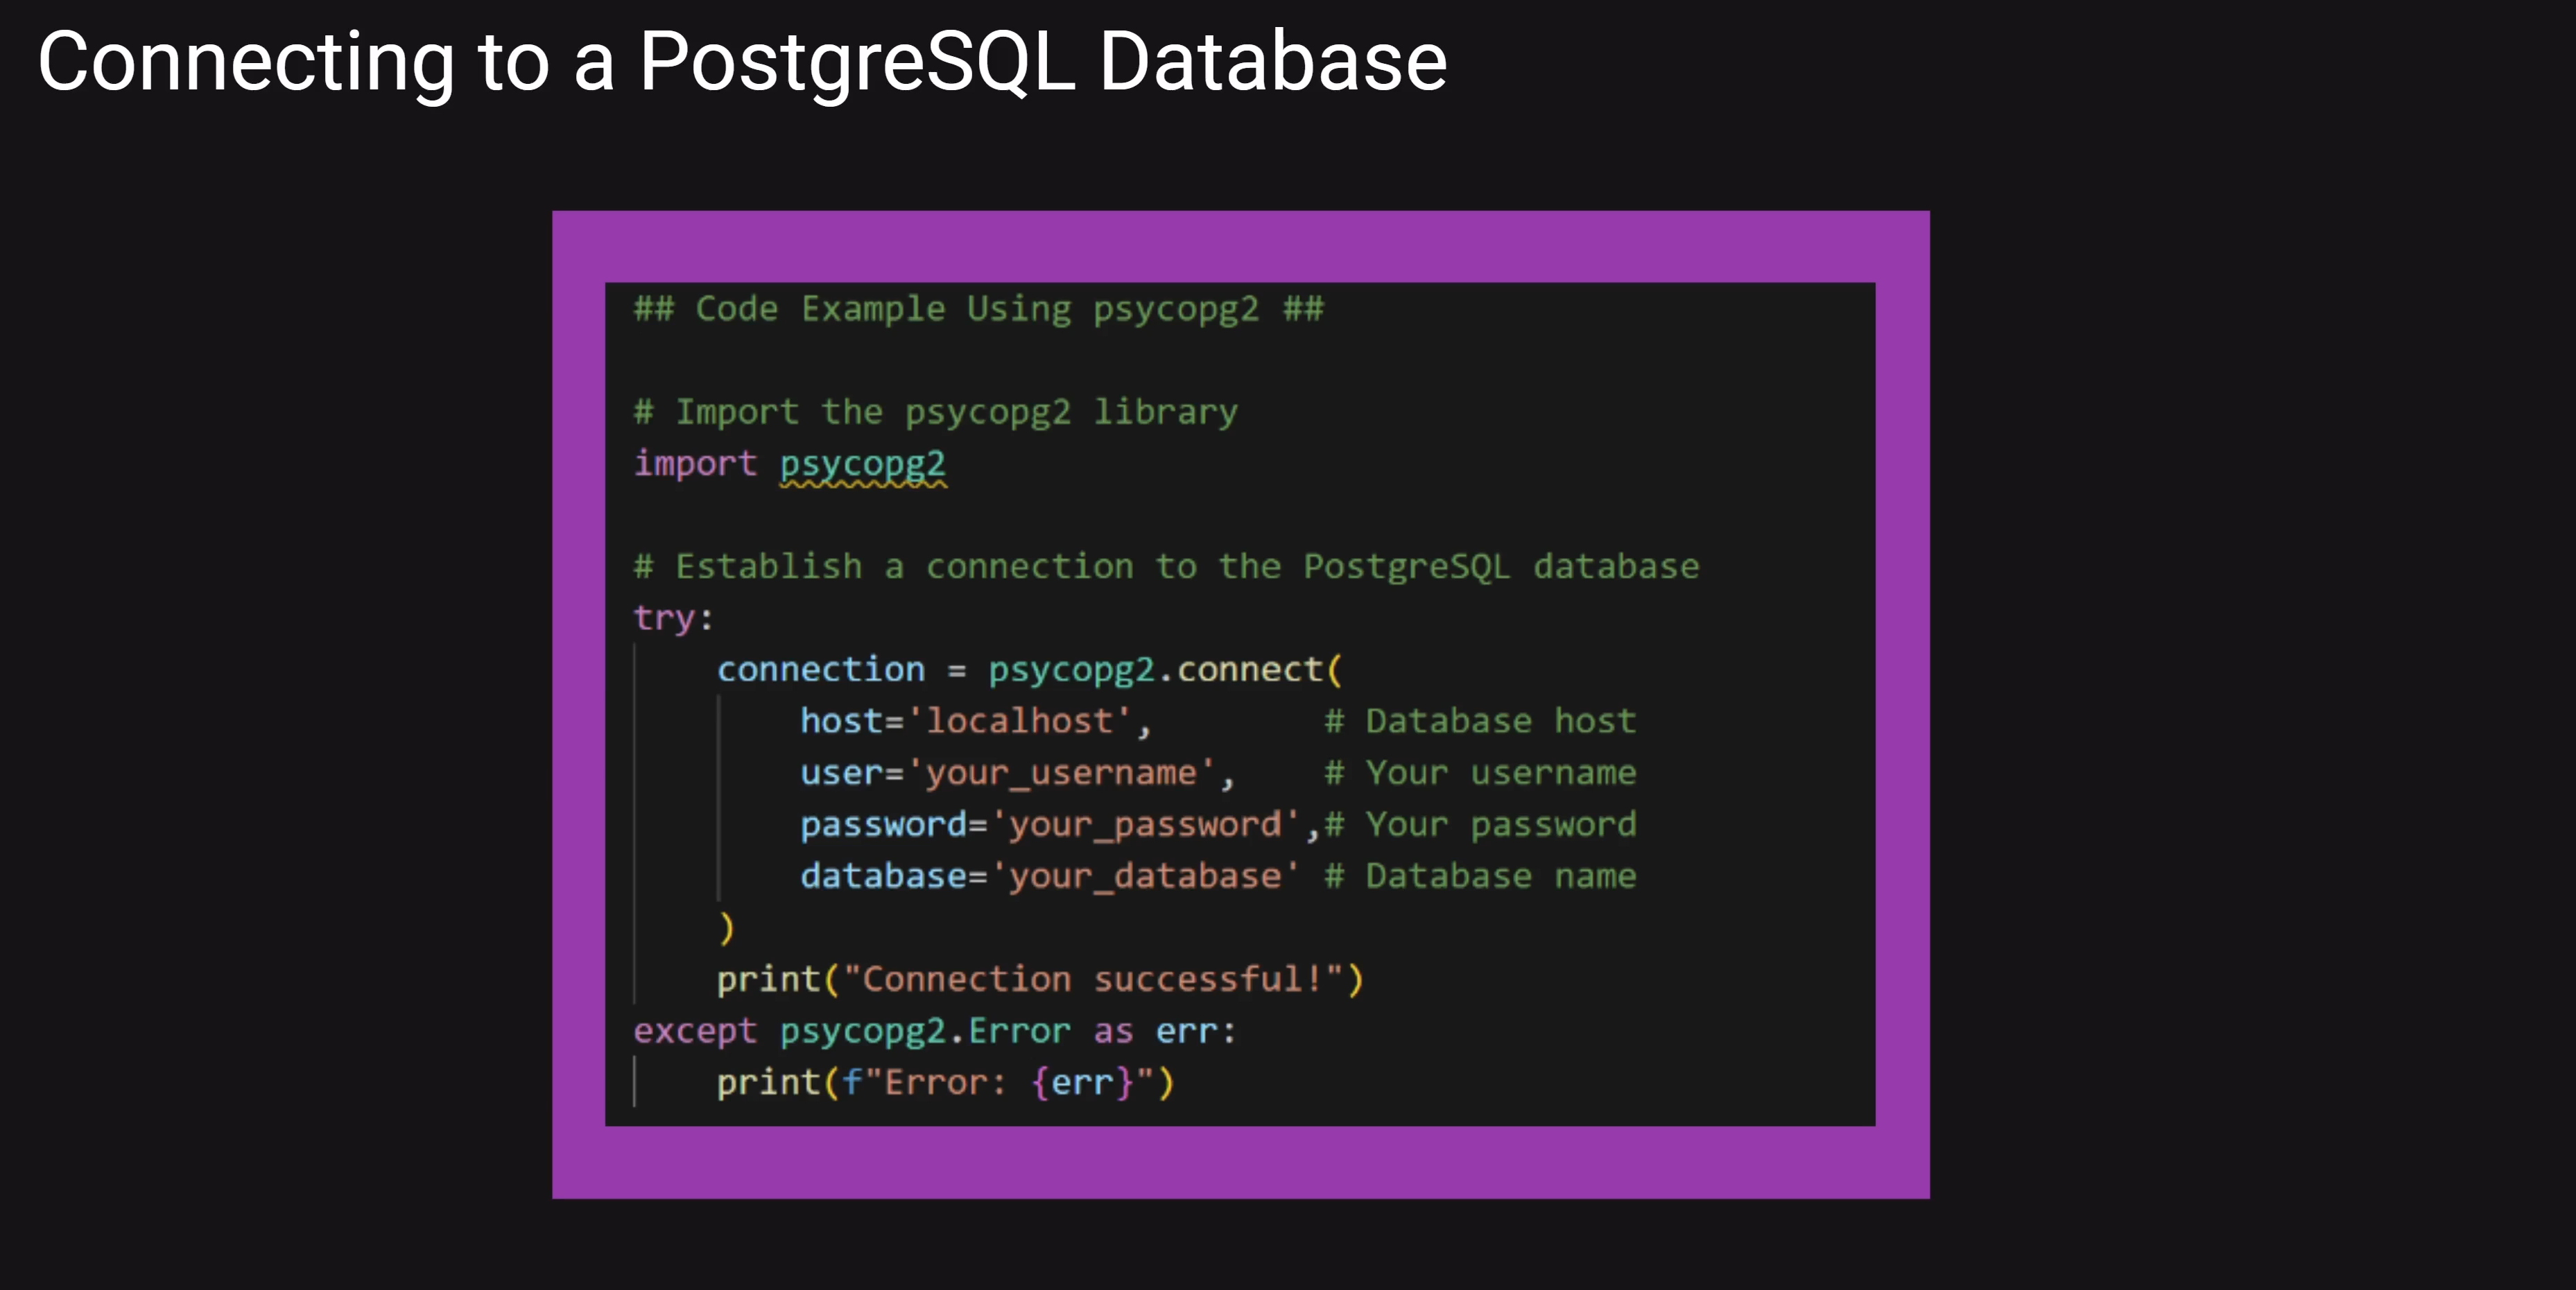 Connecting to a PostgreSQL Database
## Code Example Using psycopg2 ##
# Import the psycopg2 library
import psycopg2
# Establish a connection to the PostgreSQL database
try:
    connection = psycopg2.connect(
        host='localhost',        # Database host
        user='your_username',    # Your username
        password='your_password',# Your password
        database='your_database' # Database name
    )
    print("Connection successful!")
except psycopg2.Error as err:
    print(f"Error: {err}")